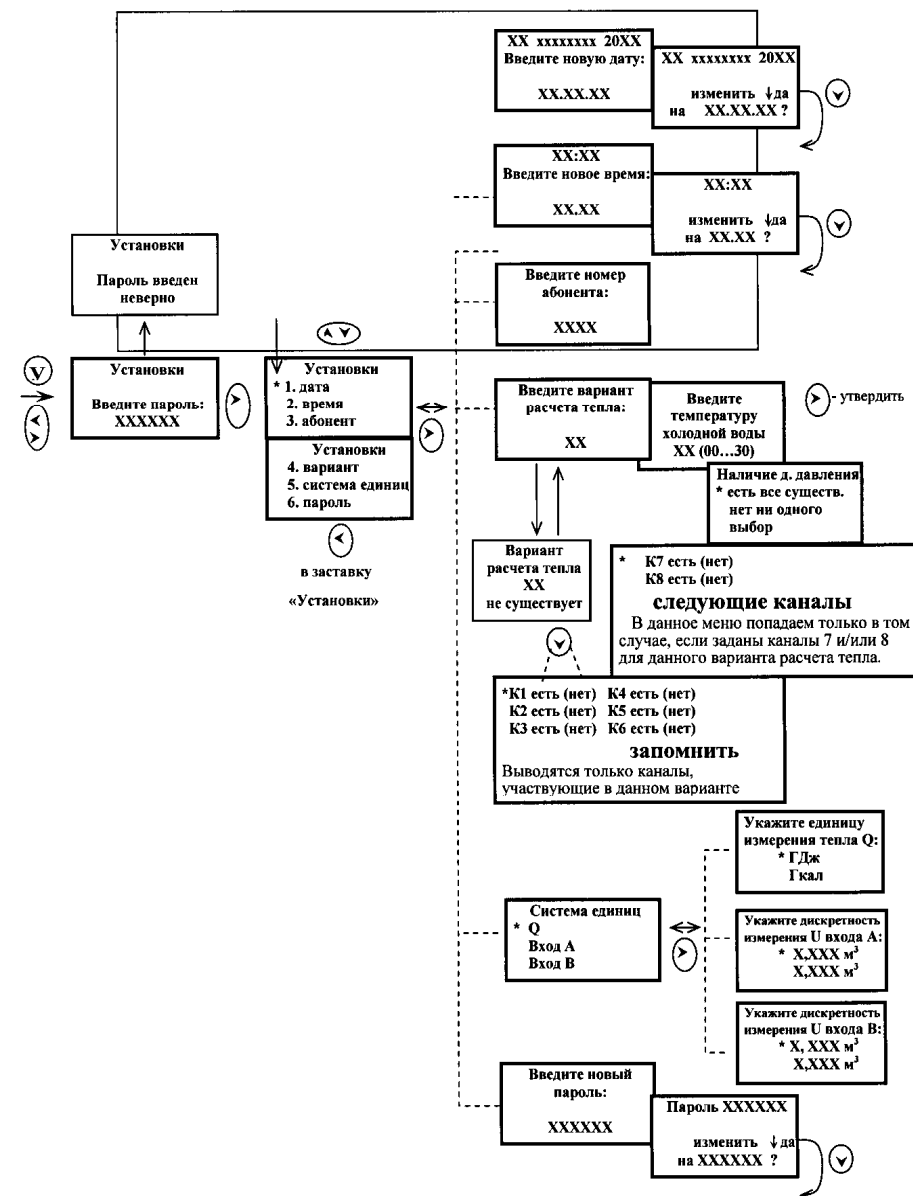 XX xxxxxxxx 20XX
Введите новую дату:
XX.XX.XX
XX xxxxxxxx 20XX
изменить ↓да
на XX.XX.XX ?
XX:XX
Введите новое время:
XX.XX
XX:XX
изменить ↓да
на XX.XX ?
Установки
Пароль введен
неверно
Введите номер
абонента:
XXXX
V
Установки
Введите пароль:
XXXXXX
Установки
* 1. дата
2. время
3. абонент
Установки
4. вариант
5. система единиц
6. пароль
в заставку
«Установки»
Введите вариант
расчета тепла:
XX
Введите
температуру
холодной воды
XX (00...30)
- утвердить
Наличие д. давления
* есть все существ.
нет ни одного
выбор
Вариант
расчета тепла
XX
не существует
* К7 есть (нет)
К8 есть (нет)
следующие каналы
В данное меню попадаем только в том
случае, если заданы каналы 7 и/или 8
для данного варианта расчета тепла.
*К1 есть (нет) К4 есть (нет)
К2 есть (нет) К5 есть (нет)
К3 есть (нет) К6 есть (нет)
запомнить
Выводятся только каналы,
участвующие в данном варианте
Укажите единицу
измерения тепла Q:
* ГДж
Гкал
Система единиц
* Q
Вход А
Вход В
Укажите дискретность
измерения U входа А:
* X,XXX м³
X,XXX м³
Укажите дискретность
измерения U входа В:
* X, XXX м³
X,XXX м³
Введите новый
пароль:
XXXXXX
Пароль XXXXXX
изменить ↓да
на XXXXXX ?